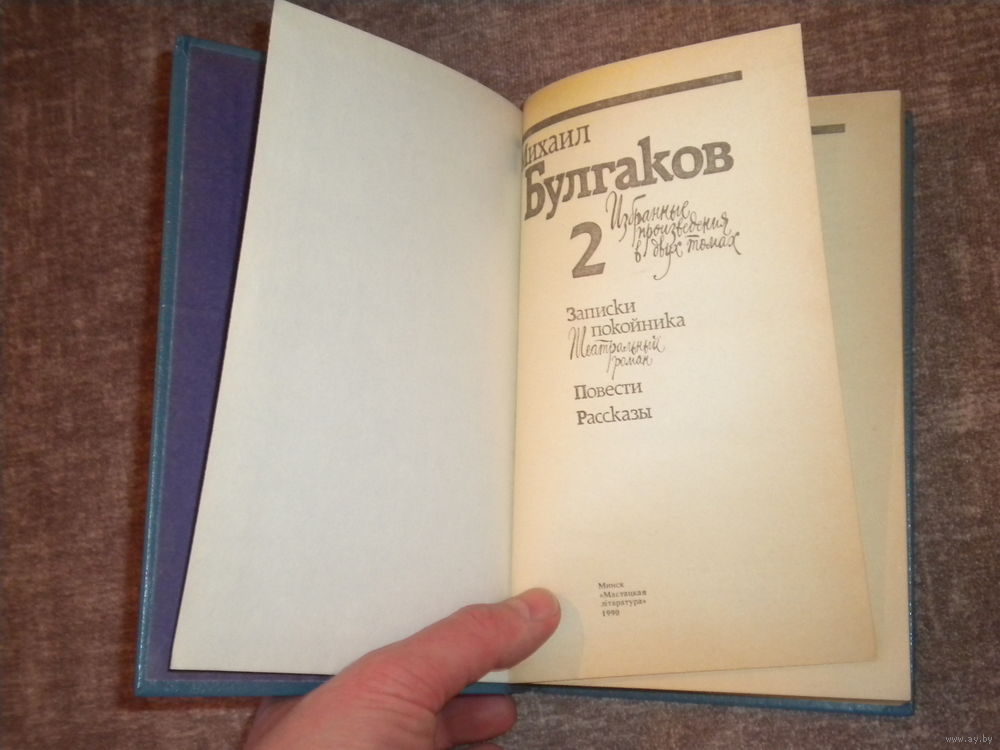 Михаил
Булгаков
2
Избранные
произведения
в двух томах
Записки
покойника
Театральный
роман
Повести
Рассказы
Минск
«Мастацкая
літаратура»
1990
www.ay.by